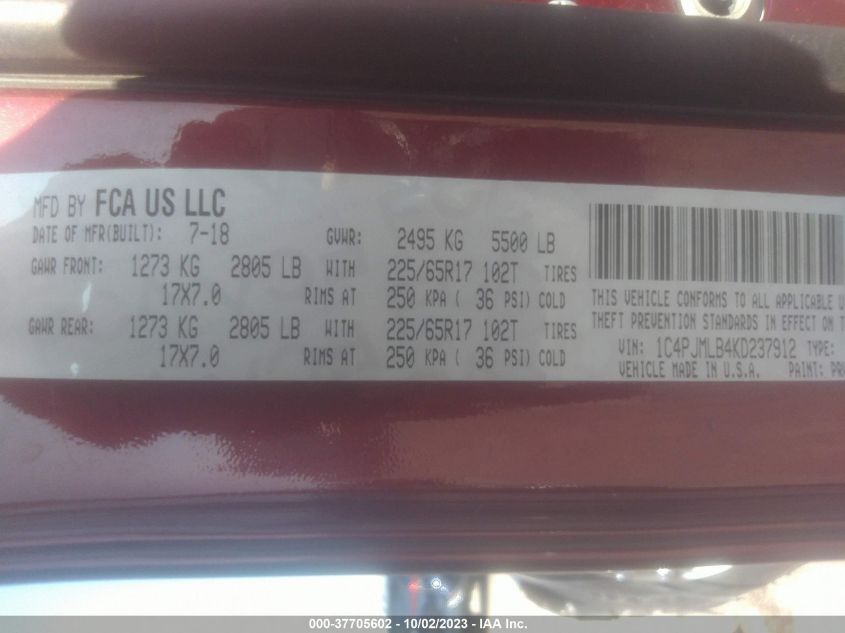 MFD BY FCA US LLC
DATE OF MFR(BUILT): 7-18 GVWR: 2495 KG 5500 LB
GAWR FRONT: 1273 KG 2805 LB WITH 225/65R17 102T TIRES
17X7.0 RIMS AT 250 KPA ( 36 PSI) COLD
GAWR REAR: 1273 KG 2805 LB WITH 225/65R17 102T TIRES
17X7.0 RIMS AT 250 KPA ( 36 PSI) COLD
THIS VEHICLE CONFORMS TO ALL APPLICABLE
THEFT PREVENTION STANDARDS IN EFFECT ON
VIN: 1C4PJMLB4KD237912 TYPE:
VEHICLE MADE IN U.S.A. PAINT:
000-37705602 - 10/02/2023 - IAA Inc.